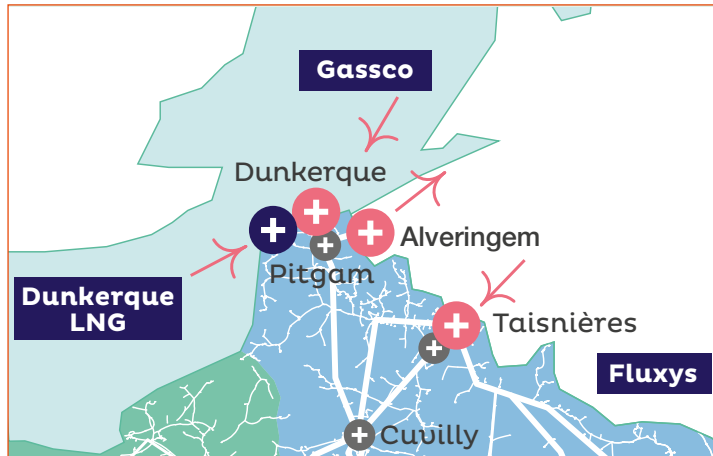 Gassco
Dunkerque
Alveringem
Pitgam
Dunkerque
LNG
Taisnières
Fluxys
Cuvilly